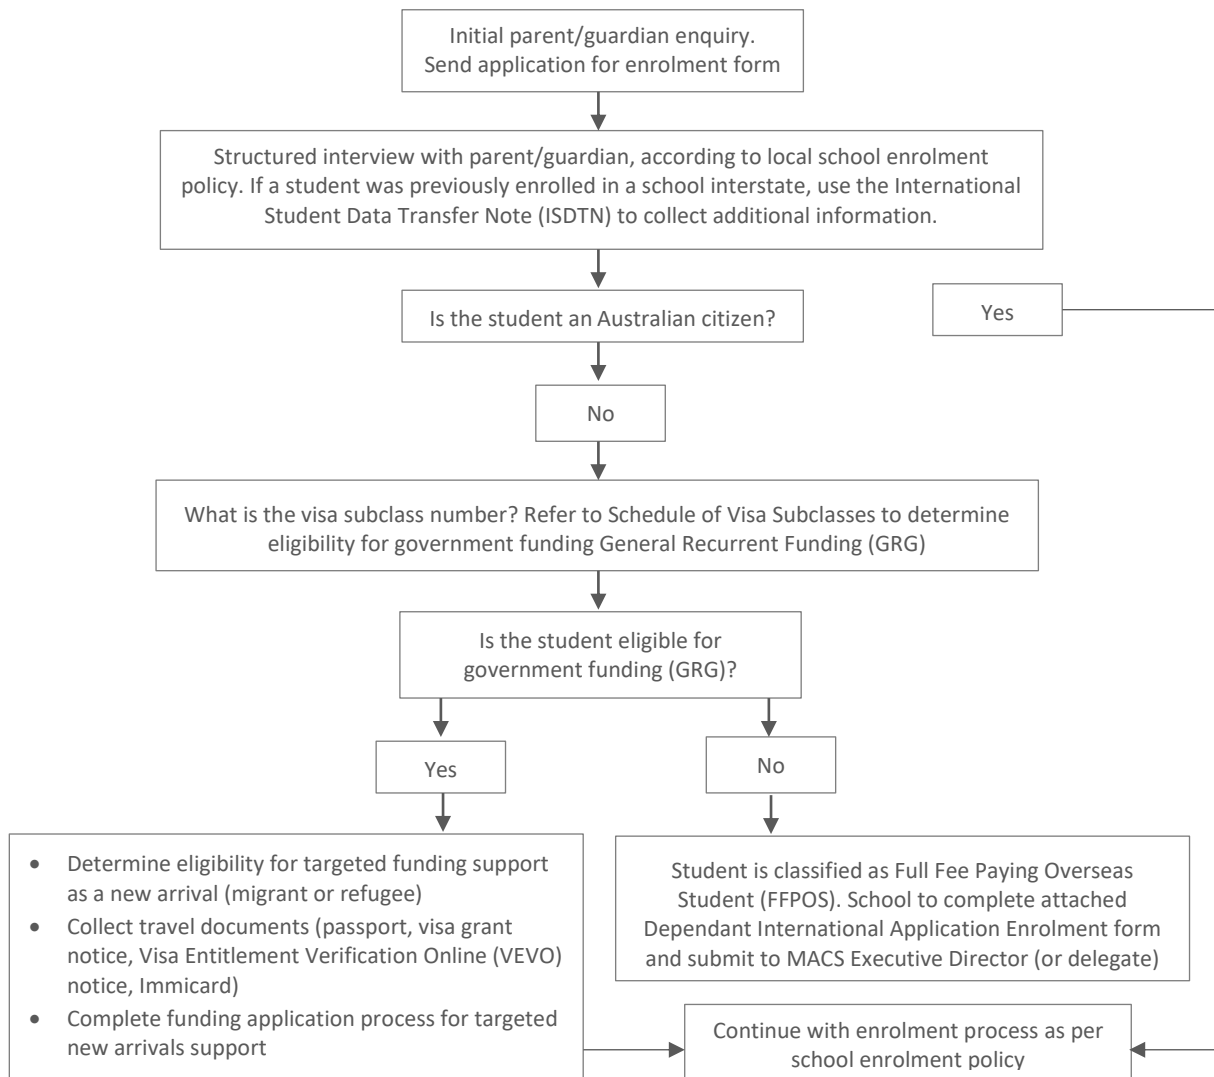 Initial parent/guardian enquiry.
Send application for enrolment form
Structured interview with parent/guardian, according to local school enrolment
policy. If a student was previously enrolled in a school interstate, use the International
Student Data Transfer Note (ISDTN) to collect additional information.
Is the student an Australian citizen?
Yes
No
What is the visa subclass number? Refer to Schedule of Visa Subclasses to determine
eligibility for government funding General Recurrent Funding (GRG)
Is the student eligible for
government funding (GRG)?
Yes
No
• Determine eligibility for targeted funding support
as a new arrival (migrant or refugee)
• Collect travel documents (passport, visa grant
notice, Visa Entitlement Verification Online (VEVO)
notice, Immicard)
• Complete funding application process for targeted
new arrivals support
Student is classified as Full Fee Paying Overseas
Student (FFPOS). School to complete attached
Dependant International Application Enrolment form
and submit to MACS Executive Director (or delegate)
Continue with enrolment process as per
school enrolment policy